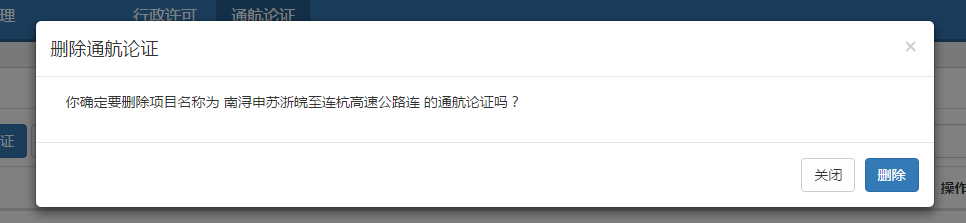 理 行政许可 通航论证
删除通航论证 ×
你确定要删除项目名称为 南浔申苏浙皖至连杭高速公路连 的通航论证吗？
证
关闭 删除
操作